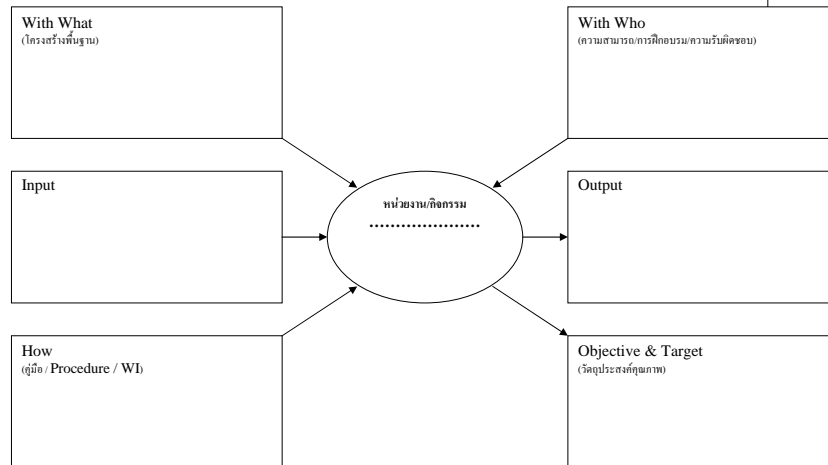 With What
(โครงสร้างพื้นฐาน)
With Who
(ความสามารถ/การฝึกอบรม/ความรับผิดชอบ)
Input
หน่วยงาน/กิจกรรม
.....................
Output
How
(คู่มือ / Procedure / WI)
Objective & Target
(วัตถุประสงค์คุณภาพ)